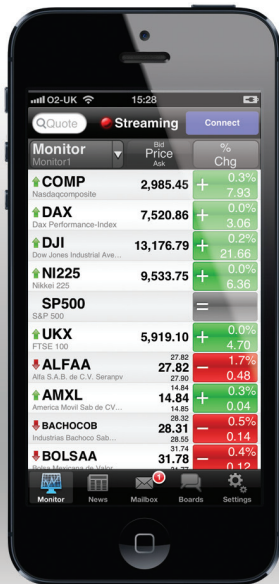 O2-UK 15:28
Quote Streaming Connect
Monitor
Monitor1
Bid
Price
Ask
%
Chg
COMP 2,985.45 + 0.3%
Nasdaqcomposite 7.93
DAX 7,520.86 + 0.0%
Dax Performance-Index 3.06
DJI 13,176.79 + 0.2%
Dow Jones Industrial Ave... 21.66
NI225 9,533.75 + 0.0%
Nikkei 225 6.36
SP500 =
S&P 500
UKX 5,919.10 + 0.0%
FTSE 100 4.70
27.82
ALFAA 27.82 - 1.7%
Alfa S.A.B. de C.V. Seranpv 27.90 0.48
14.84
AMXL 14.84 + 0.3%
America Movil Sab de CV... 14.85 0.04
28.32
BACHOCOB 28.31 - 0.5%
Industrias Bachoco Sab... 28.55 0.14
31.74
BOLSAA 31.78 - 0.4%
Bolsa Mexicana de Valor 0.12
1
Monitor News Mailbox Boards Settings